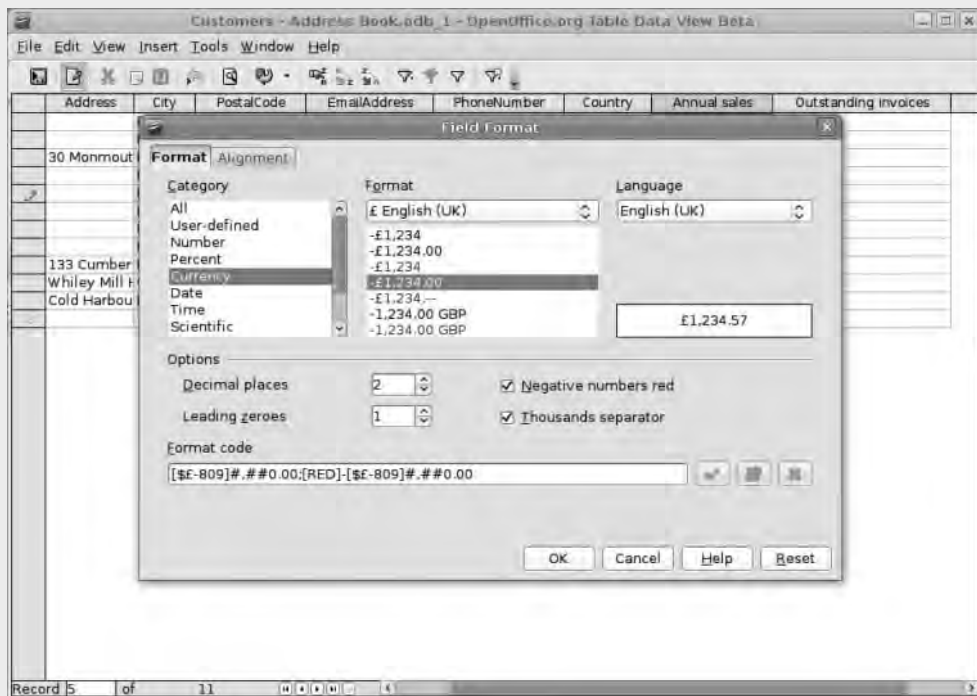 Customers - Address Book.odb_1 - OpenOffice.org Table Data View Beta
File Edit View Insert Tools Window Help
Address City PostalCode EmailAddress PhoneNumber Country Annual sales Outstanding invoices
Field Format
30 Monmout
Format Alignment
Category Format Language
All £ English (UK) English (UK)
User-defined -£1,234
Number -£1,234.00
Percent -£1,234
133 Cumber
Currency -£1,234.00
Whiley Mill H
Date -£1,234.--
Cold Harbou
Time -1,234.00 GBP £1,234.57
Scientific -1,234.00 GBP
Options
Decimal places 2 Negative numbers red
Leading zeroes 1 Thousands separator
Format code
[$£-809]#,##0.00;[RED]-[$£-809]#,##0.00
OK Cancel Help Reset
Record 5 of 11